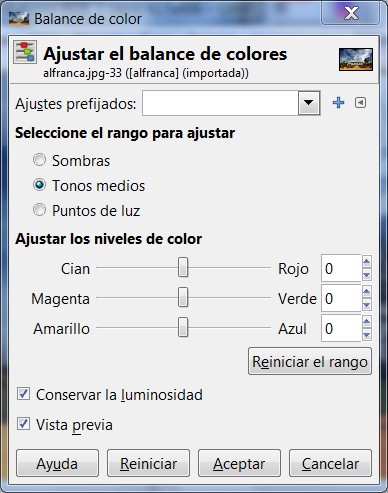 Balance de color
Ajustar el balance de colores
alfranca.jpg-33 ([alfranca] (importada))
Ajustes prefijados:
Seleccione el rango para ajustar
Sombras
Tonos medios
Puntos de luz
Ajustar los niveles de color
Cian Rojo 0
Magenta Verde 0
Amarillo Azul 0
Reiniciar el rango
Conservar la luminosidad
Vista previa
Ayuda Reiniciar Aceptar Cancelar